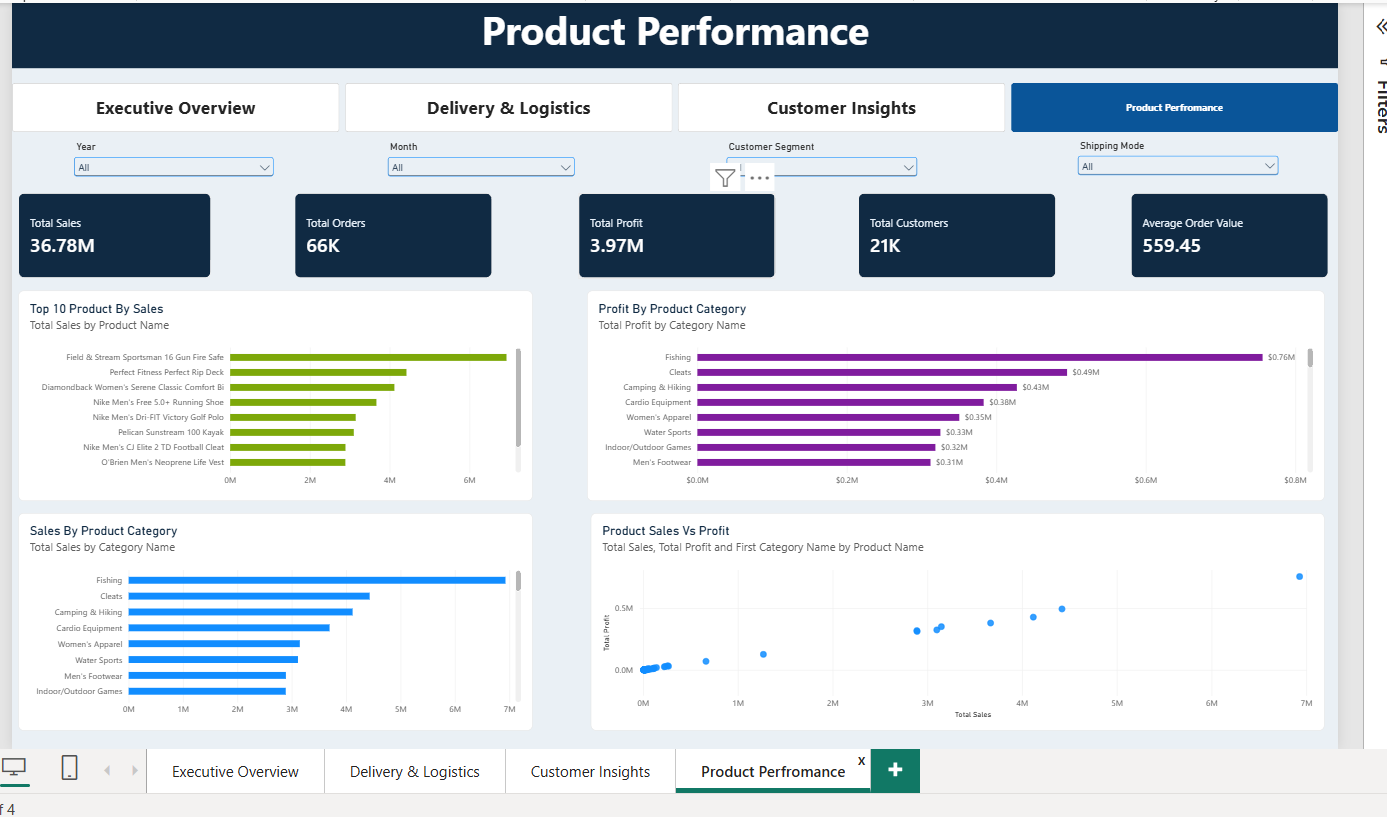 Product Performance
Executive Overview
Delivery & Logistics
Customer Insights
Product Perfromance
Filters
Year
All
Month
All
Customer Segment
Shipping Mode
All
Total Sales
36.78M
Total Orders
66K
Total Profit
3.97M
Total Customers
21K
Average Order Value
559.45
Top 10 Product By Sales
Total Sales by Product Name
Field & Stream Sportsman 16 Gun Fire Safe
Perfect Fitness Perfect Rip Deck
Diamondback Women's Serene Classic Comfort Bi
Nike Men's Free 5.0+ Running Shoe
Nike Men's Dri-FIT Victory Golf Polo
Pelican Sunstream 100 Kayak
Nike Men's CJ Elite 2 TD Football Cleat
O'Brien Men's Neoprene Life Vest
0M 2M 4M 6M
Profit By Product Category
Total Profit by Category Name
Fishing $0.76M
Cleats $0.49M
Camping & Hiking $0.43M
Cardio Equipment $0.38M
Women's Apparel $0.35M
Water Sports $0.33M
Indoor/Outdoor Games $0.32M
Men's Footwear $0.31M
$0.0M $0.2M $0.4M $0.6M $0.8M
Sales By Product Category
Total Sales by Category Name
Fishing
Cleats
Camping & Hiking
Cardio Equipment
Women's Apparel
Water Sports
Men's Footwear
Indoor/Outdoor Games
0M 1M 2M 3M 4M 5M 6M 7M
Product Sales Vs Profit
Total Sales, Total Profit and First Category Name by Product Name
Total Profit
0.5M
0.0M
0M 1M 2M 3M 4M 5M 6M 7M
Total Sales
Executive Overview
Delivery & Logistics
Customer Insights
Product Perfromance
X
+
f 4